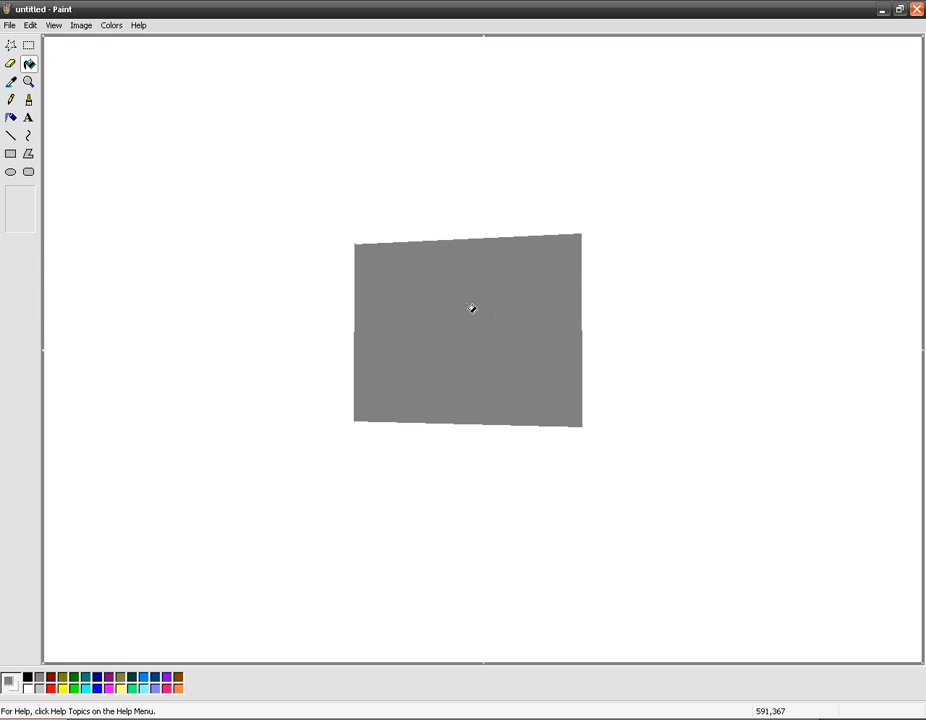 untitled - Paint
File Edit View Image Colors Help
A
For Help, click Help Topics on the Help Menu.
591,367